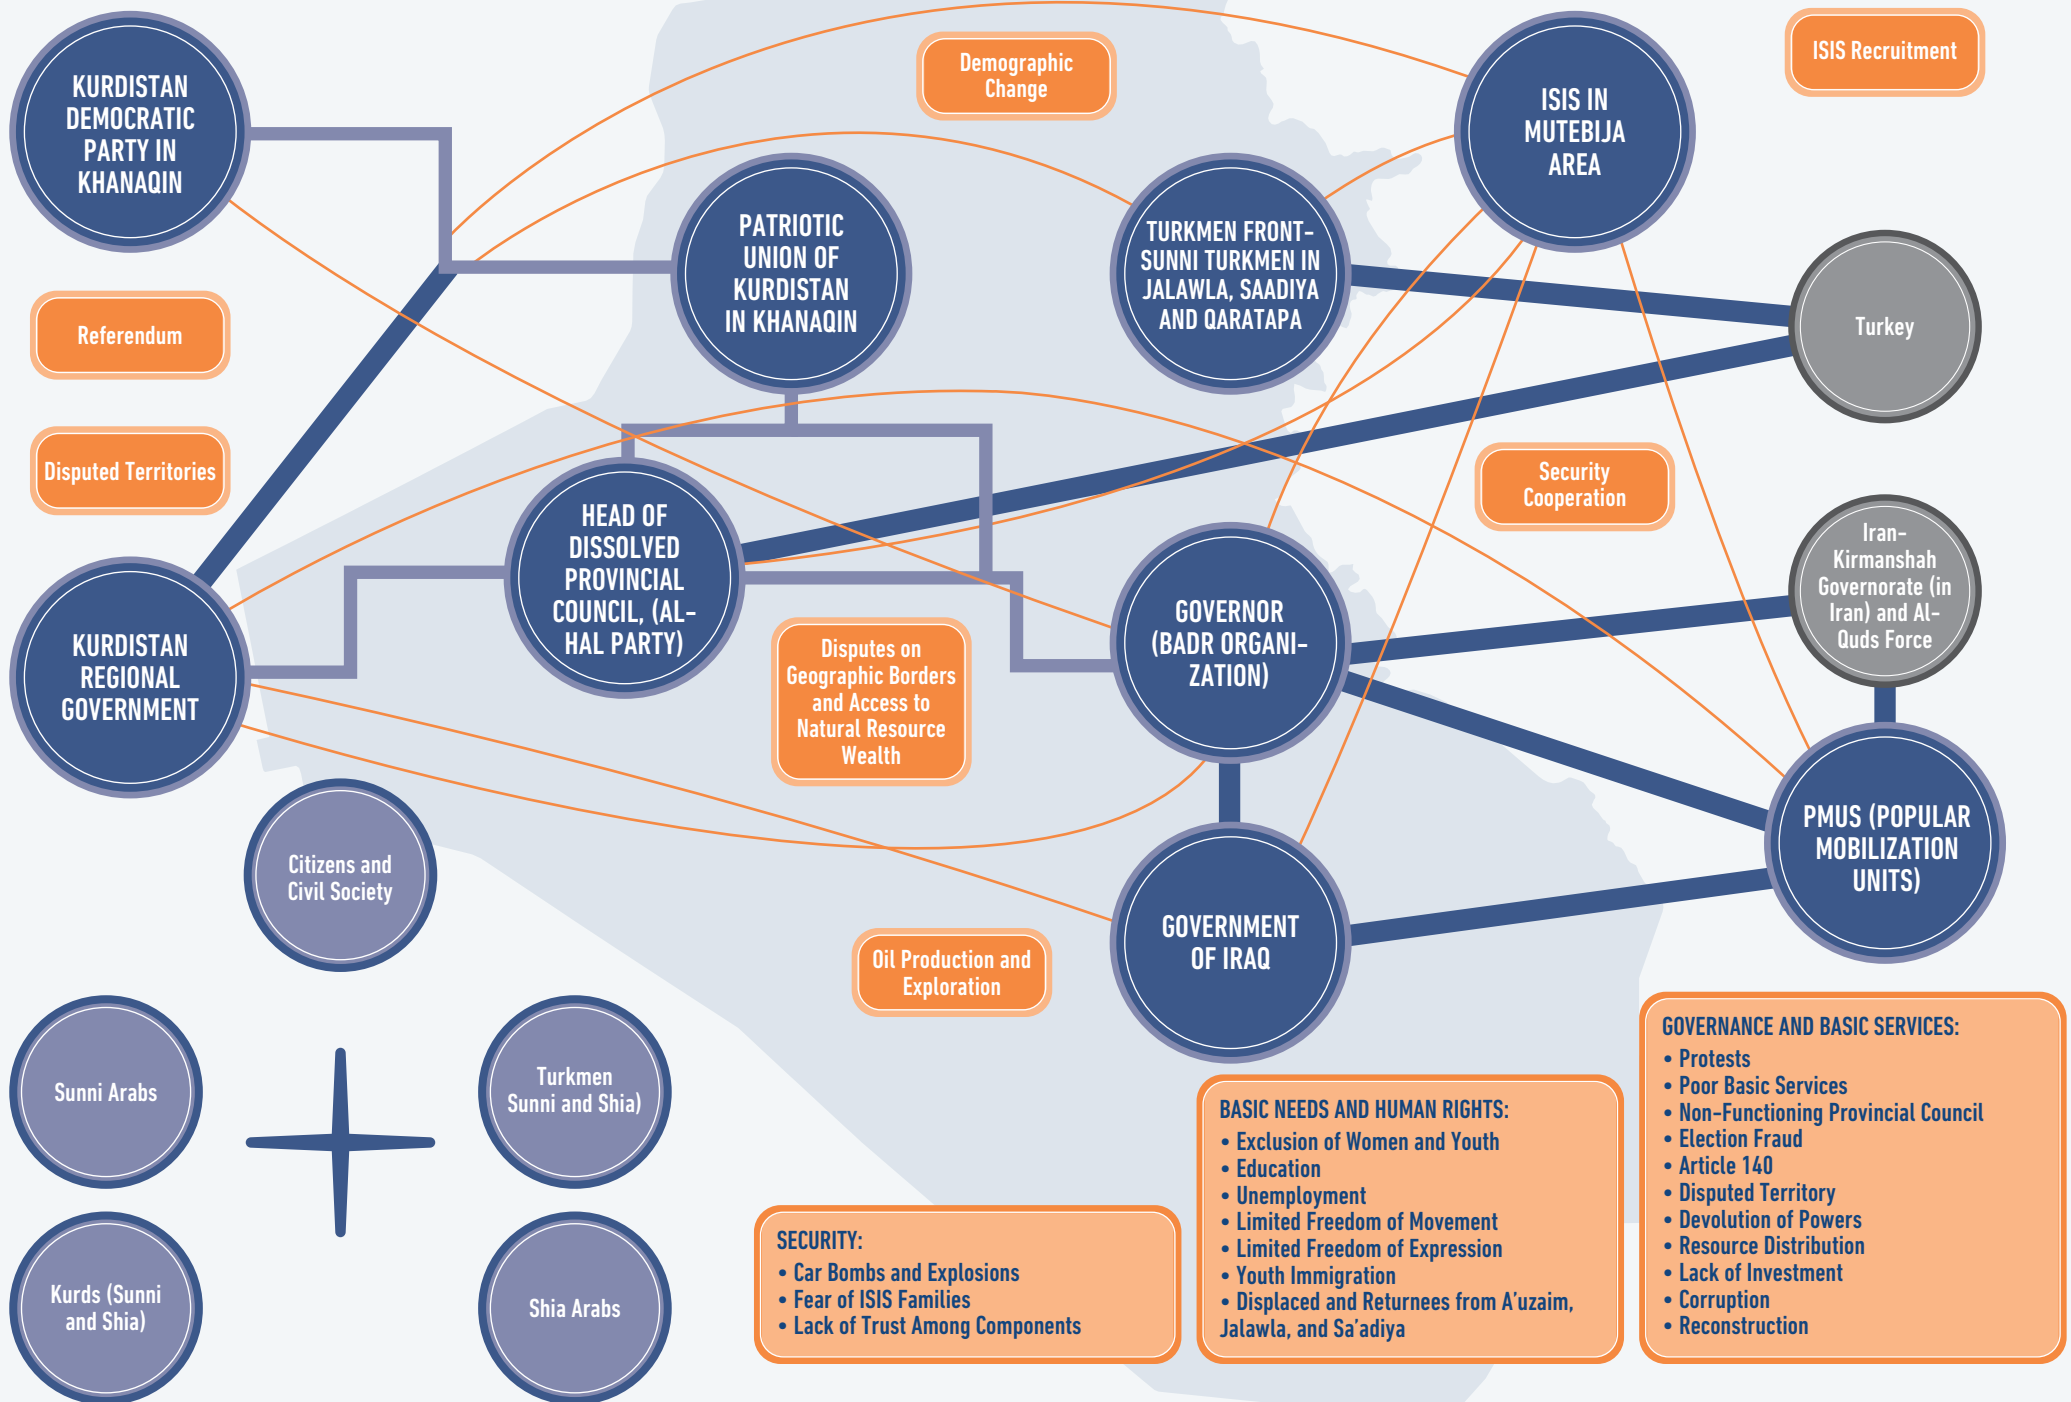 KURDISTAN
DEMOCRATIC
PARTY IN
KHANAQIN
Demographic
Change
ISIS IN
MUTEBIJA
AREA
ISIS Recruitment
PATRIOTIC
UNION OF
KURDISTAN
IN KHANAQIN
TURKMEN FRONT-
SUNNI TURKMEN IN
JALAWLA, SAADIYA
AND QARATAPA
Turkey
Referendum
Disputed Territories
Security
Cooperation
HEAD OF
DISSOLVED
PROVINCIAL
COUNCIL, (AL-
HAL PARTY)
Iran-
Kirmanshah
Governorate (in
Iran) and Al-
Quds Force
KURDISTAN
REGIONAL
GOVERNMENT
Disputes on
Geographic Borders
and Access to
Natural Resource
Wealth
GOVERNOR
(BADR ORGANI-
ZATION)
PMUS (POPULAR
MOBILIZATION
UNITS)
Citizens and
Civil Society
Oil Production and
Exploration
GOVERNMENT
OF IRAQ
Sunni Arabs
Turkmen
Sunni and Shia)
Kurds (Sunni
and Shia)
Shia Arabs
SECURITY:
• Car Bombs and Explosions
• Fear of ISIS Families
• Lack of Trust Among Components
BASIC NEEDS AND HUMAN RIGHTS:
• Exclusion of Women and Youth
• Education
• Unemployment
• Limited Freedom of Movement
• Limited Freedom of Expression
• Youth Immigration
• Displaced and Returnees from A'uzaim,
Jalawla, and Sa'adiya
GOVERNANCE AND BASIC SERVICES:
• Protests
• Poor Basic Services
• Non-Functioning Provincial Council
• Election Fraud
• Article 140
• Disputed Territory
• Devolution of Powers
• Resource Distribution
• Lack of Investment
• Corruption
• Reconstruction